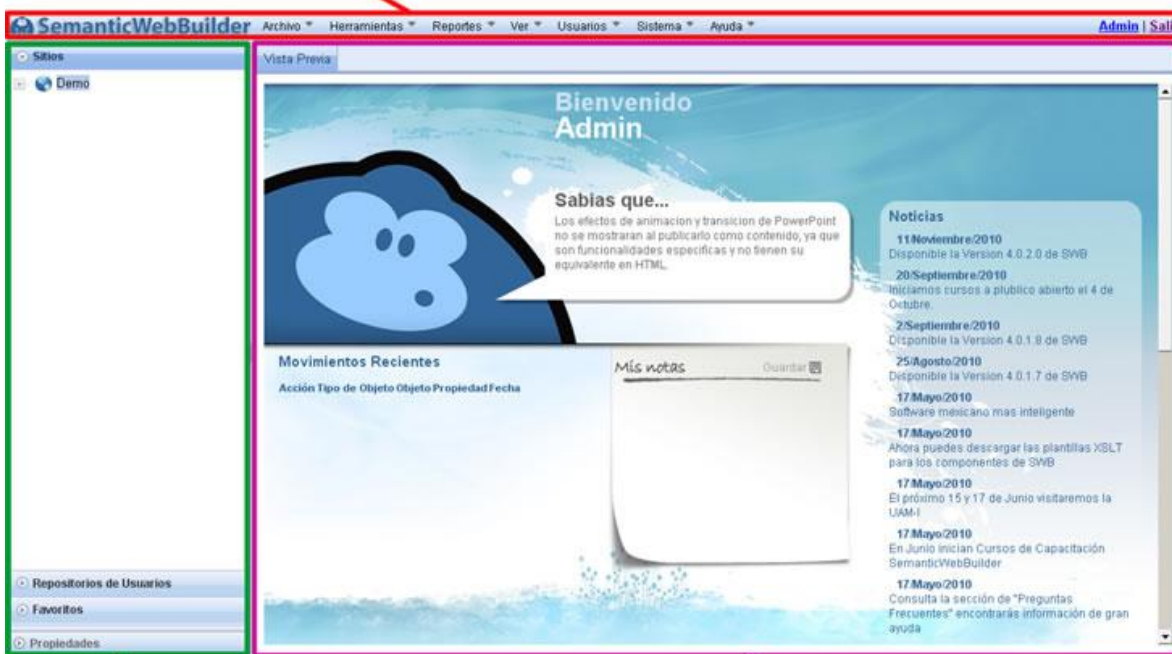 SemanticWebBuilder Archivo Herramientas Reportes Ver Usuarios Sistema Ayuda Admin | Sali
Sitios
Demo
Repositorios de Usuarios
Favoritos
Propiedades
Vista Previa
Bienvenido
Admin
Sabias que...
Los efectos de animacion y transicion de PowerPoint
no se mostraran al publicarlo como contenido, ya que
son funcionalidades especificas y no tienen su
equivalente en HTML.
Movimientos Recientes
Acción Tipo de Objeto Objeto Propiedad Fecha
Mis notas
Guardar
Noticias
11/Noviembre/2010
Disponible la Version 4.0.2.0 de SWB
20/Septiembre/2010
Iniciamos cursos a plublico abierto el 4 de
Octubre.
2/Septiembre/2010
Disponible la Version 4.0.1.8 de SWB
25/Agosto/2010
Disponible la Version 4.0.1.7 de SWB
17/Mayo/2010
Software mexicano mas inteligente
17/Mayo/2010
Ahora puedes descargar las plantillas XSLT
para los componentes de SWB
17/Mayo/2010
El próximo 15 y 17 de Junio visitaremos la
UAM-I
17/Mayo/2010
En Junio inician Cursos de Capacitación
SemanticWebBuilder
17/Mayo/2010
Consulta la sección de "Preguntas
Frecuentes" encontrarás información de gran
ayuda